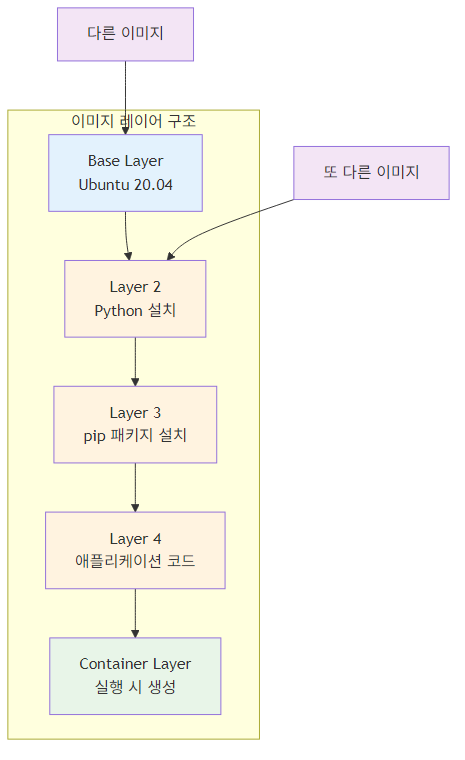 다른 이미지
이미지 레이어 구조
Base Layer
Ubuntu 20.04
또 다른 이미지
Layer 2
Python 설치
Layer 3
pip 패키지 설치
Layer 4
애플리케이션 코드
Container Layer
실행 시 생성